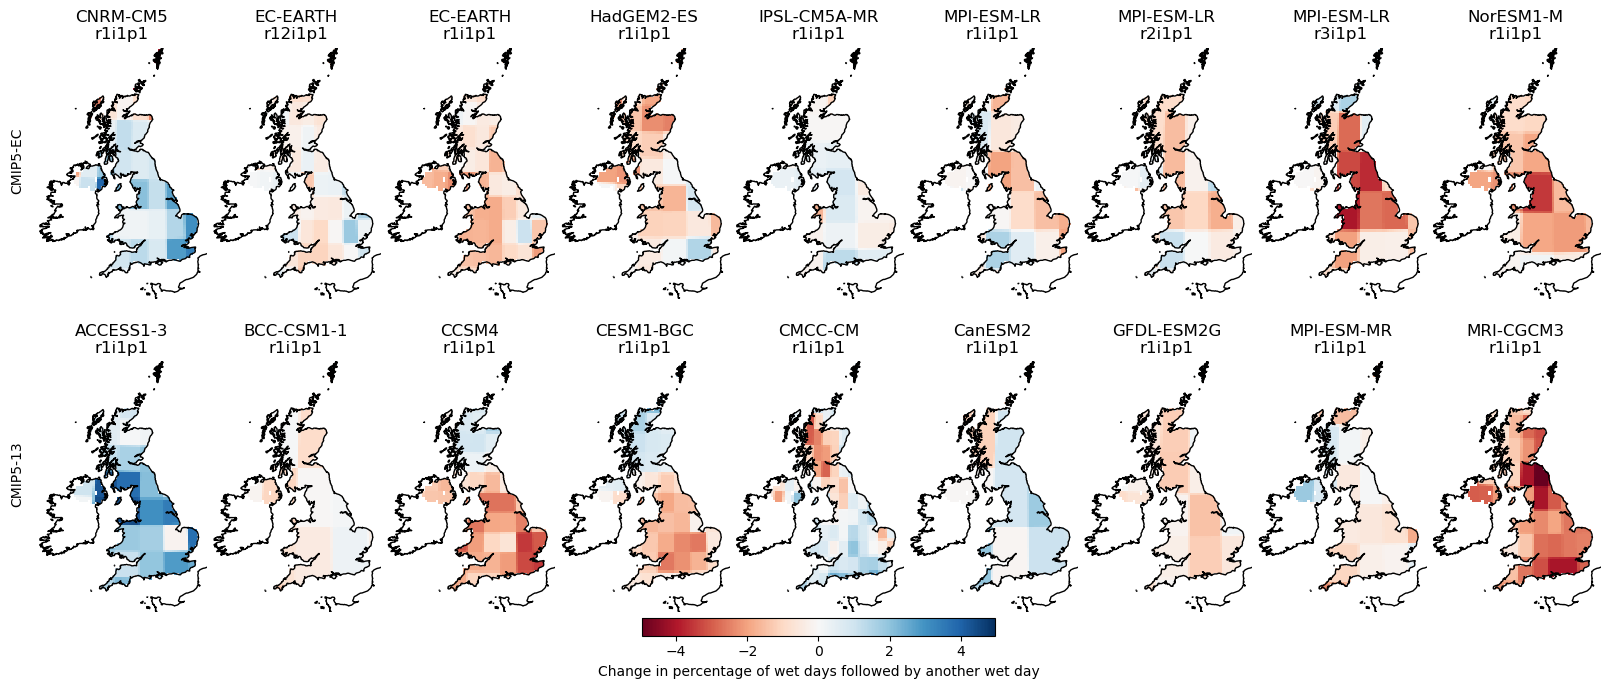 CNRM-CM5 EC-EARTH EC-EARTH HadGEM2-ES IPSL-CM5A-MR MPI-ESM-LR MPI-ESM-LR MPI-ESM-LR NorESM1-M
r1i1p1 r12i1p1 r1i1p1 r1i1p1 r1i1p1 r1i1p1 r2i1p1 r3i1p1 r1i1p1
CMIP5-EC
ACCESS1-3 BCC-CSM1-1 CCSM4 CESM1-BGC CMCC-CM CanESM2 GFDL-ESM2G MPI-ESM-MR MRI-CGCM3
r1i1p1 r1i1p1 r1i1p1 r1i1p1 r1i1p1 r1i1p1 r1i1p1 r1i1p1 r1i1p1
CMIP5-13
−4 −2 0 2 4
Change in percentage of wet days followed by another wet day